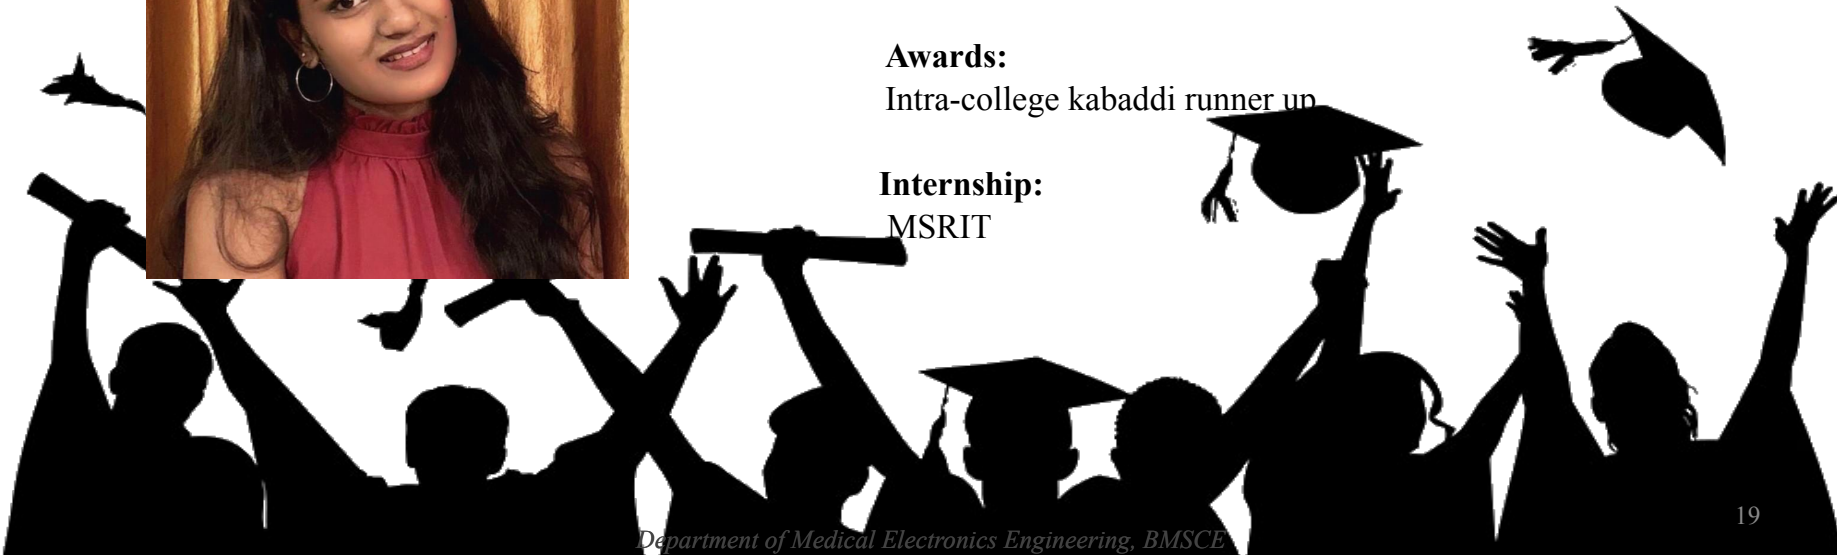 Awards:
Intra-college kabaddi runner up
Internship:
MSRIT
19
Department of Medical Electronics Engineering, BMSCE